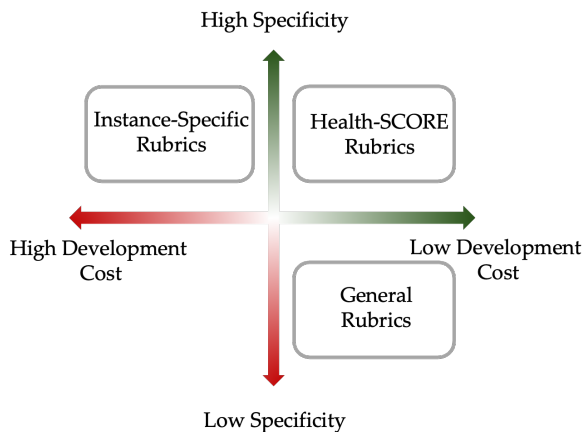 High Specificity
Instance-Specific
Rubrics
Health-SCORE
Rubrics
High Development
Cost
Low Development
Cost
General
Rubrics
Low Specificity